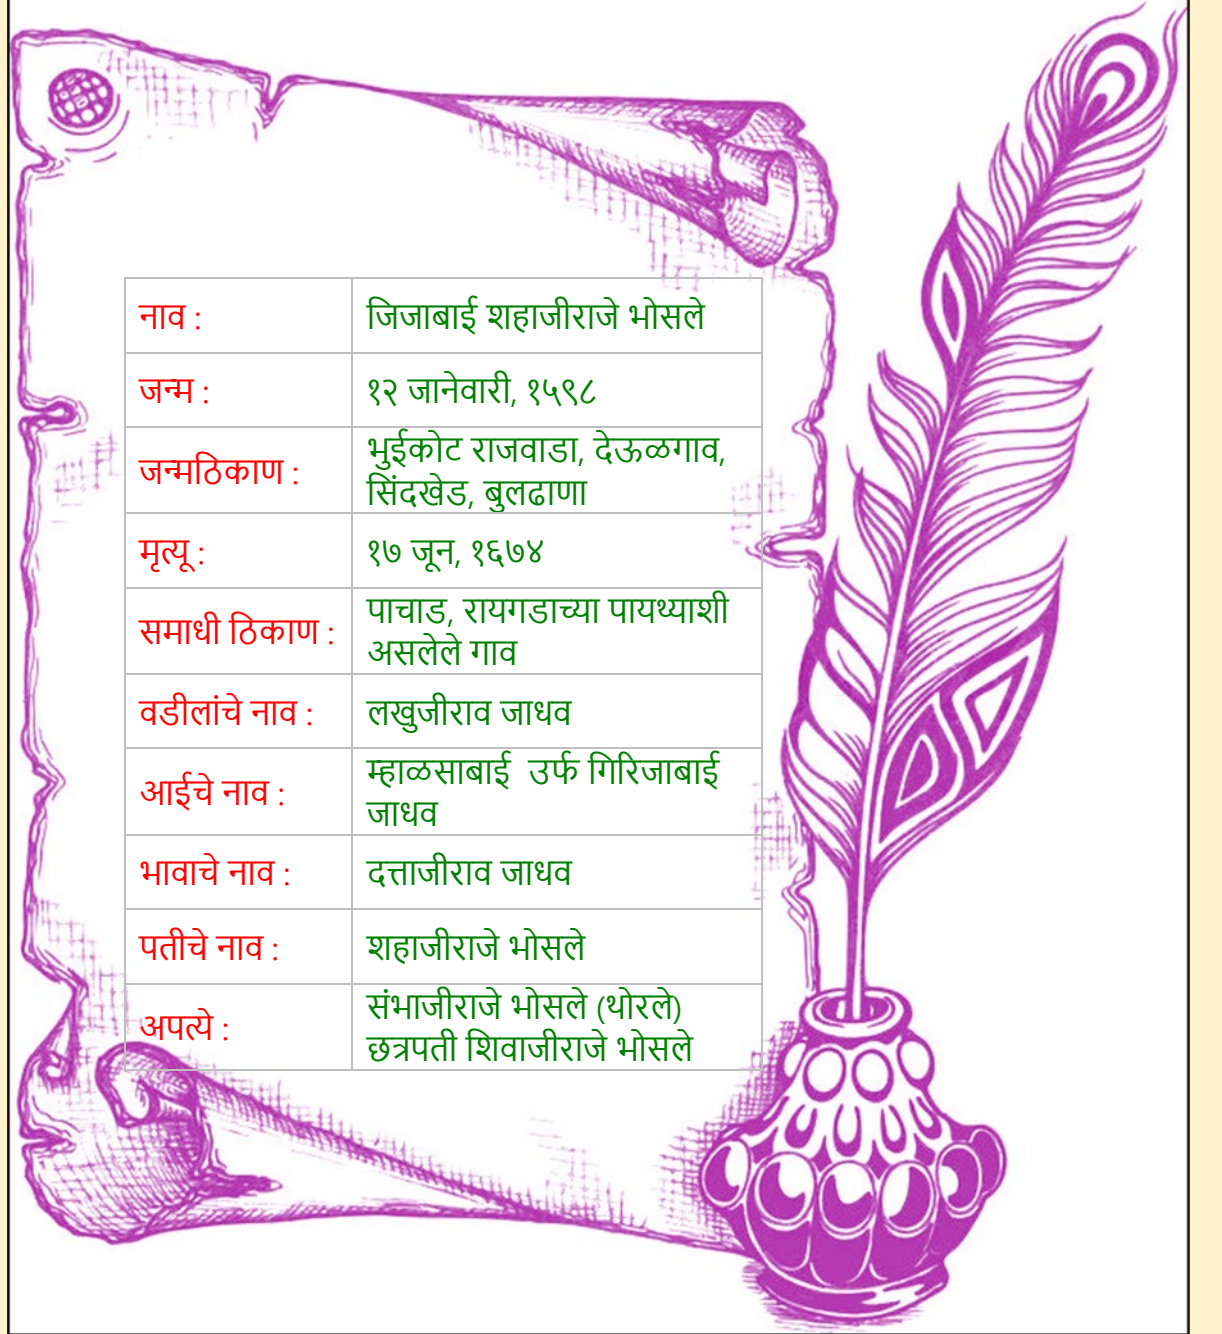 नाव :
जिजाबाई शहाजीराजे भोसले
जन्म :
१२ जानेवारी, १५९८
जन्मठिकाण :
भुईकोट राजवाडा, देऊळगाव,
सिंदखेड, बुलढाणा
मृत्यू :
१७ जून, १६७४
समाधी ठिकाण :
पाचाड, रायगडाच्या पायथ्याशी
असलेले गाव
वडीलांचे नाव :
लखुजीराव जाधव
आईचे नाव :
म्हाळसाबाई उर्फ गिरिजाबाई
जाधव
भावाचे नाव :
दत्ताजीराव जाधव
पतीचे नाव :
शहाजीराजे भोसले
अपत्ये :
संभाजीराजे भोसले (थोरले)
छत्रपती शिवाजीराजे भोसले